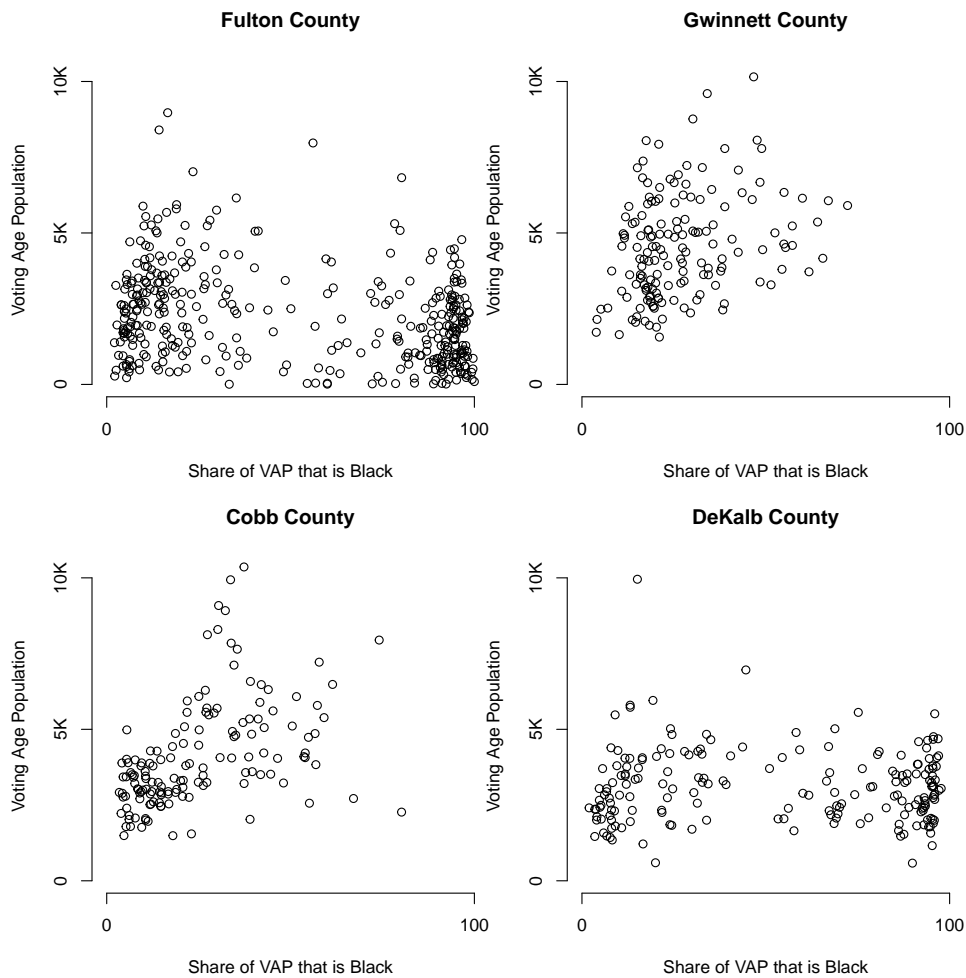 Fulton County
Voting Age Population
10K
5K
0
0
100
Share of VAP that is Black
Gwinnett County
Voting Age Population
10K
5K
0
0
100
Share of VAP that is Black
Cobb County
Voting Age Population
10K
5K
0
0
100
Share of VAP that is Black
DeKalb County
Voting Age Population
10K
5K
0
0
100
Share of VAP that is Black